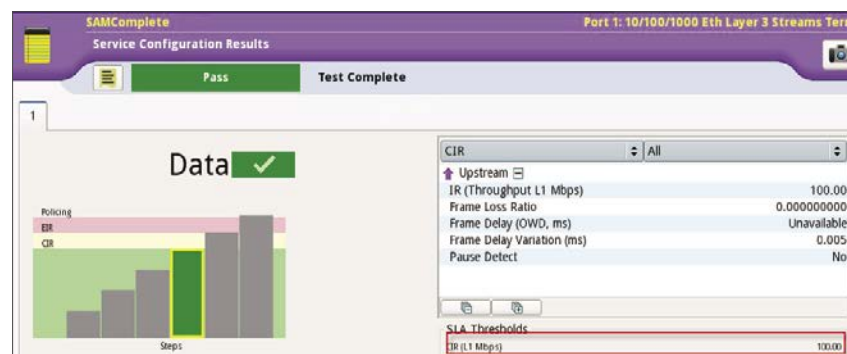 SAMComplete
Port 1: 10/100/1000 Eth Layer 3 Streams Ter
Service Configuration Results
Pass
Test Complete
1
Data
CIR
All
Upstream
IR (Throughput L1 Mbps) 100.00
Frame Loss Ratio 0.000000000
Frame Delay (OWD, ms) Unavailable
Frame Delay Variation (ms) 0.005
Pause Detect No
Policing
EIR
CIR
Steps
SLA Thresholds
CIR (L1 Mbps) 100.00